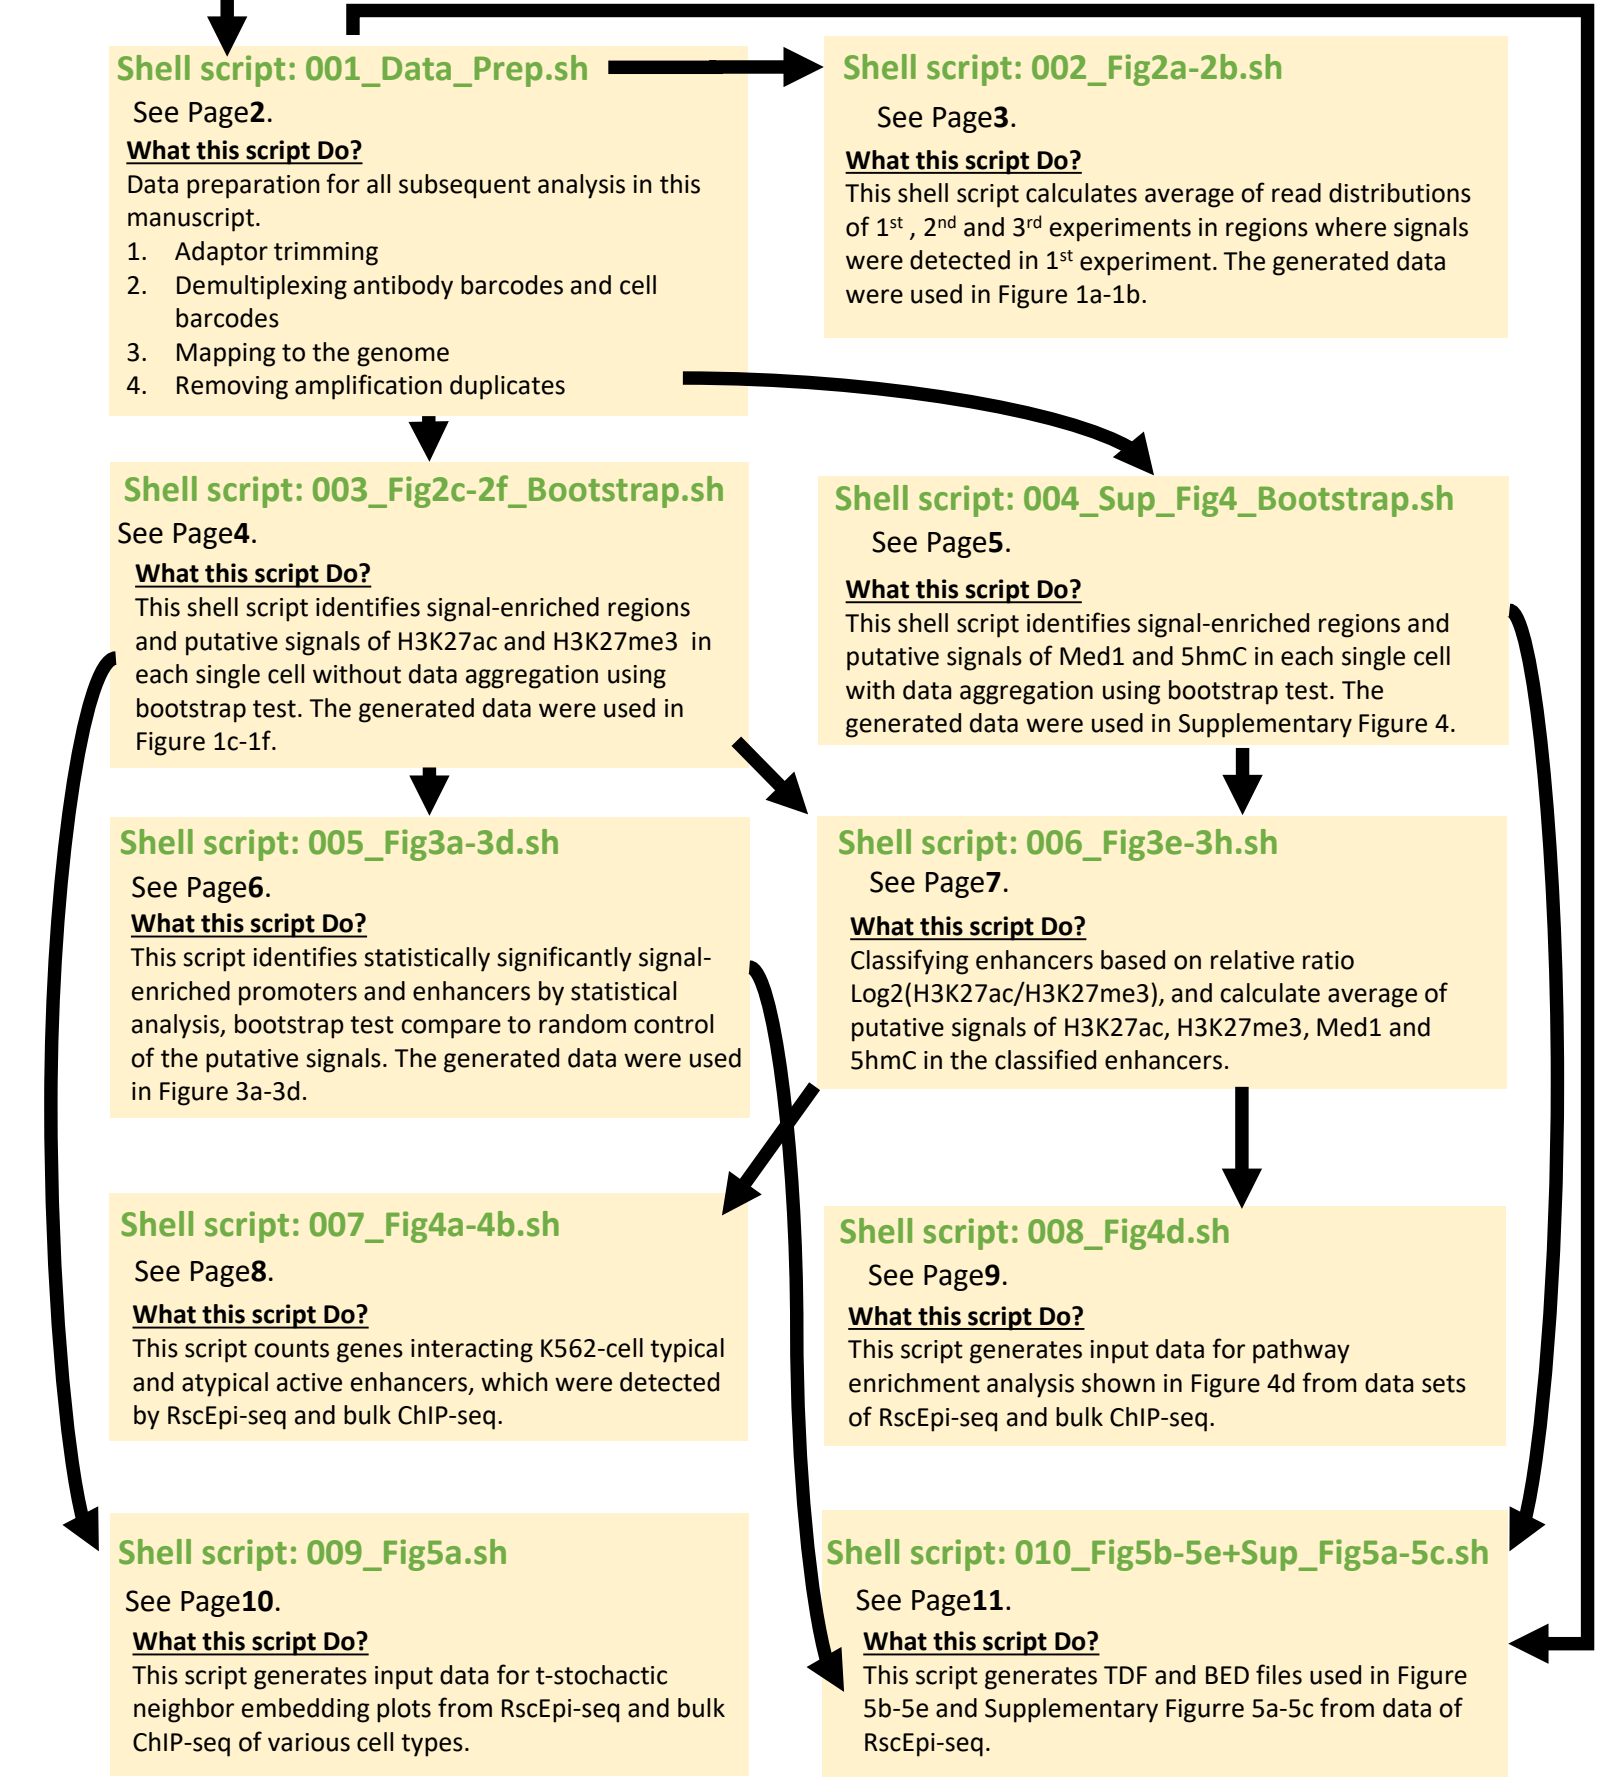 Shell script: 001_Data_Prep.sh
See Page2.
What this script Do?
Data preparation for all subsequent analysis in this
manuscript.
1. Adaptor trimming
2. Demultiplexing antibody barcodes and cell
barcodes
3. Mapping to the genome
4. Removing amplification duplicates
Shell script: 002_Fig2a-2b.sh
See Page3.
What this script Do?
This shell script calculates average of read distributions
of 1st , 2nd and 3rd experiments in regions where signals
were detected in 1st experiment. The generated data
were used in Figure 1a-1b.
Shell script: 003_Fig2c-2f_Bootstrap.sh
See Page4.
What this script Do?
This shell script identifies signal-enriched regions
and putative signals of H3K27ac and H3K27me3 in
each single cell without data aggregation using
bootstrap test. The generated data were used in
Figure 1c-1f.
Shell script: 004_Sup_Fig4_Bootstrap.sh
See Page5.
What this script Do?
This shell script identifies signal-enriched regions and
putative signals of Med1 and 5hmC in each single cell
with data aggregation using bootstrap test. The
generated data were used in Supplementary Figure 4.
Shell script: 005_Fig3a-3d.sh
See Page6.
What this script Do?
This script identifies statistically significantly signal-
enriched promoters and enhancers by statistical
analysis, bootstrap test compare to random control
of the putative signals. The generated data were used
in Figure 3a-3d.
Shell script: 006_Fig3e-3h.sh
See Page7.
What this script Do?
Classifying enhancers based on relative ratio
Log2(H3K27ac/H3K27me3), and calculate average of
putative signals of H3K27ac, H3K27me3, Med1 and
5hmC in the classified enhancers.
Shell script: 007_Fig4a-4b.sh
See Page8.
What this script Do?
This script counts genes interacting K562-cell typical
and atypical active enhancers, which were detected
by RscEpi-seq and bulk ChIP-seq.
Shell script: 008_Fig4d.sh
See Page9.
What this script Do?
This script generates input data for pathway
enrichment analysis shown in Figure 4d from data sets
of RscEpi-seq and bulk ChIP-seq.
Shell script: 009_Fig5a.sh
See Page10.
What this script Do?
This script generates input data for t-stochactic
neighbor embedding plots from RscEpi-seq and bulk
ChIP-seq of various cell types.
Shell script: 010_Fig5b-5e+Sup_Fig5a-5c.sh
See Page11.
What this script Do?
This script generates TDF and BED files used in Figure
5b-5e and Supplementary Figurre 5a-5c from data of
RscEpi-seq.